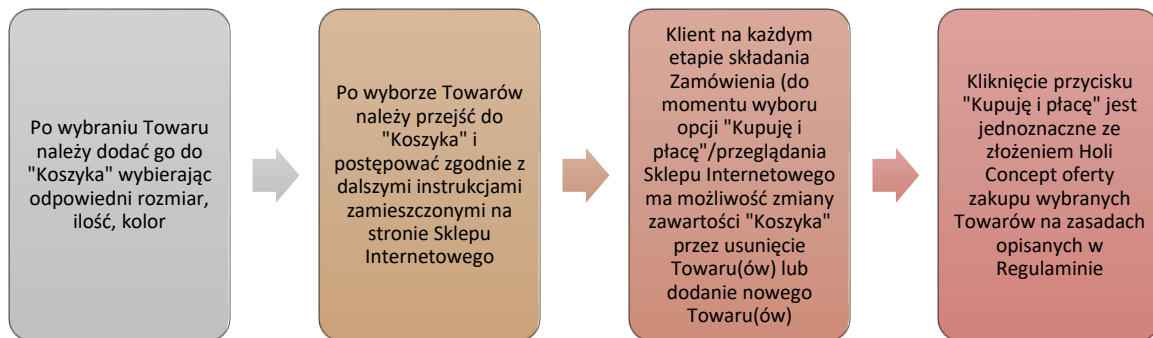 Po wybraniu Towaru
należy dodać go do
"Koszyka" wybierając
odpowiedni rozmiar,
ilość, kolor
Po wyborze Towarów
należy przejść do
"Koszyka" i
postępować zgodnie z
dalszymi instrukcjami
zamieszczonymi na
stronie Sklepu
Internetowego
Klient na każdym
etapie składania
Zamówienia (do
momentu wyboru
opcji "Kupuję i
płacę"/przeglądania
Sklepu Internetowego
ma możliwość zmiany
zawartości "Koszyka"
przez usunięcie
Towaru(ów) lub
dodanie nowego
Towaru(ów)
Kliknięcie przycisku
"Kupuję i płacę" jest
jednoznaczne ze
złożeniem Holi
Concept oferty
zakupu wybranych
Towarów na zasadach
opisanych w
Regulaminie